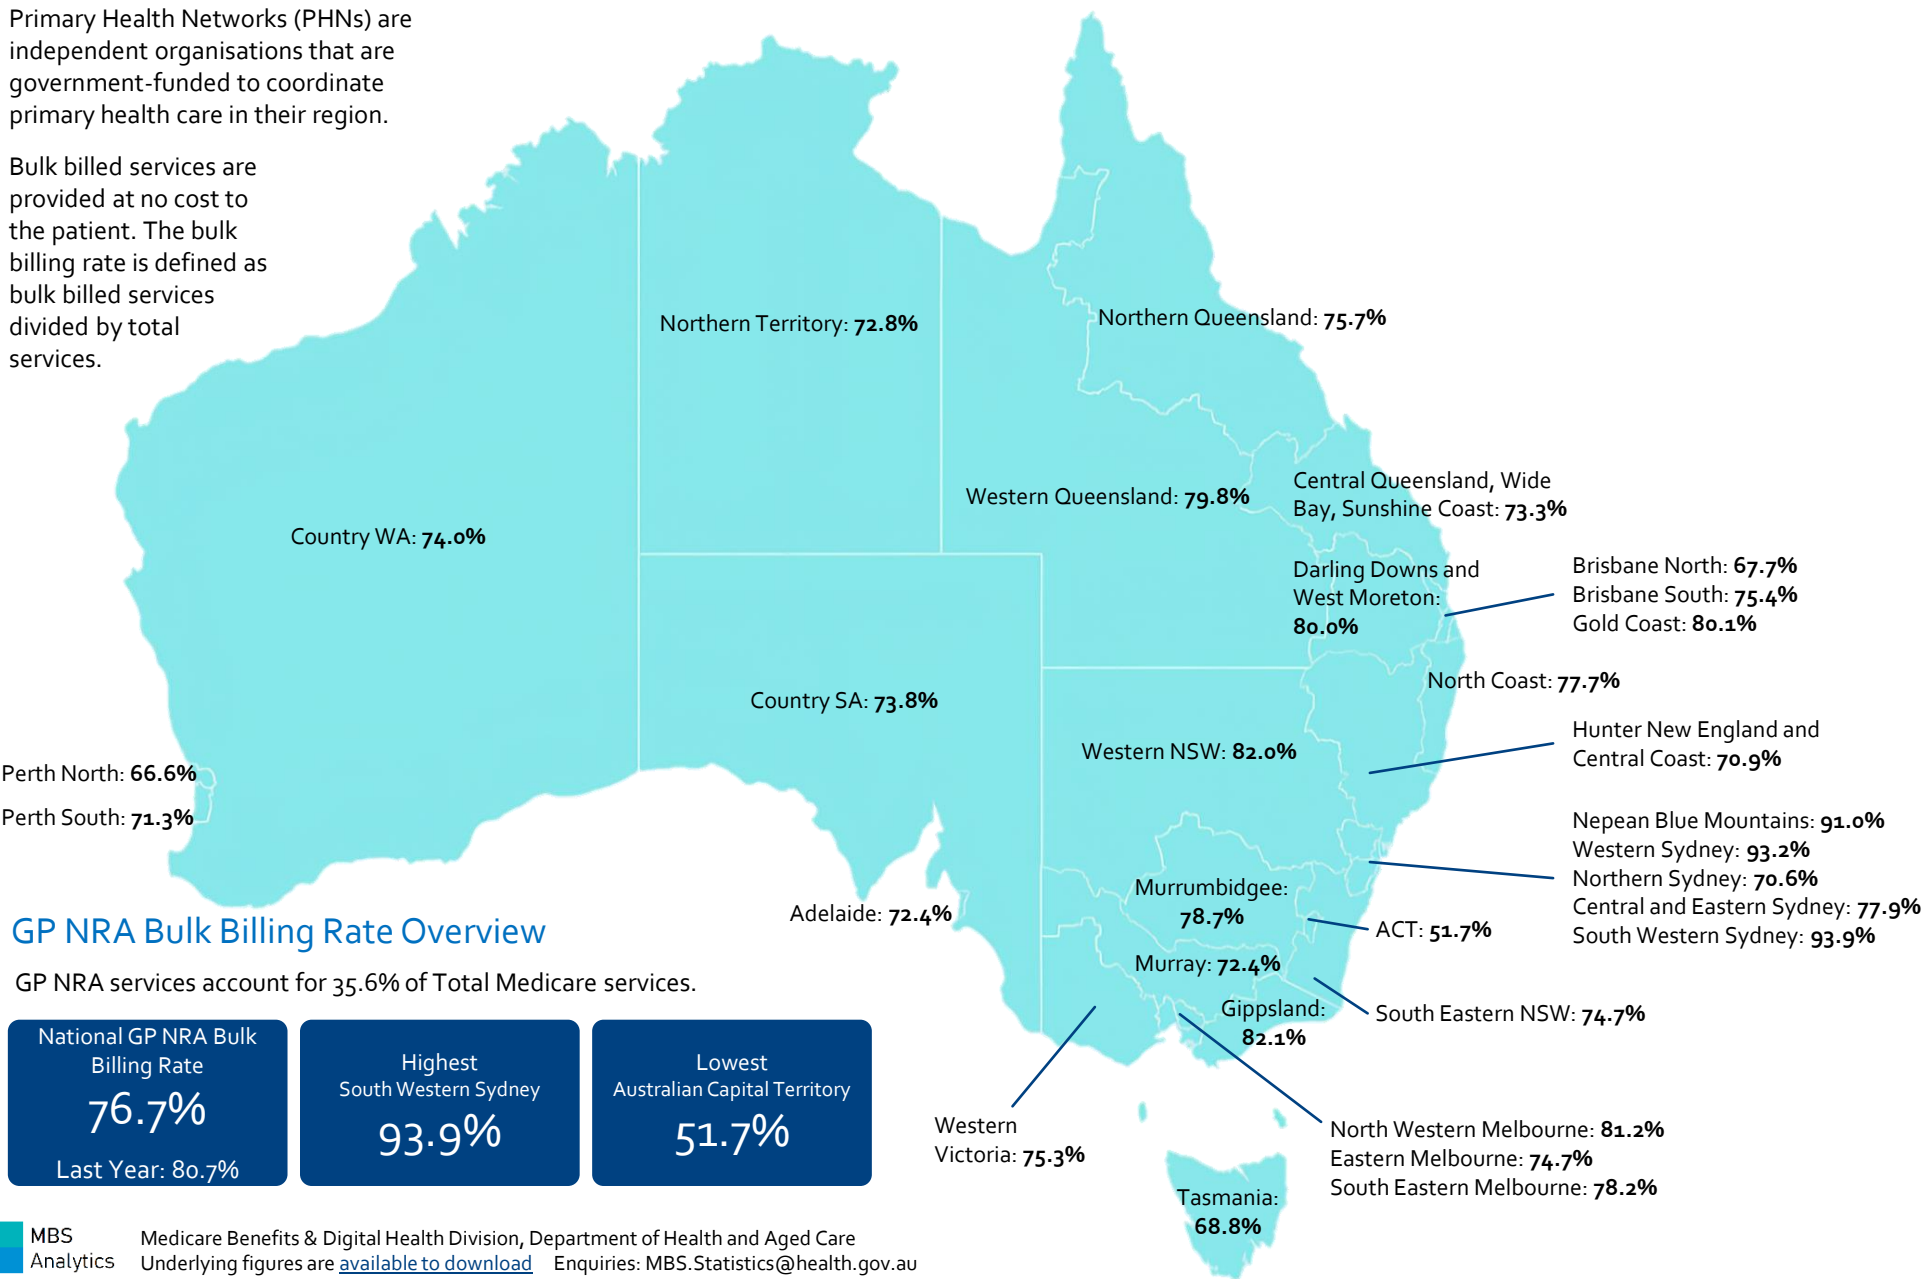 Primary Health Networks (PHNs) are
independent organisations that are
government-funded to coordinate
primary health care in their region.
Bulk billed services are
provided at no cost to
the patient. The bulk
billing rate is defined as
bulk billed services
divided by total
services.
Northern Territory: 72.8%
Northern Queensland: 75.7%
Western Queensland: 79.8%
Central Queensland, Wide
Bay, Sunshine Coast: 73.3%
Country WA: 74.0%
Darling Downs and
West Moreton:
80.0%
Brisbane North: 67.7%
Brisbane South: 75.4%
Gold Coast: 80.1%
North Coast: 77.7%
Country SA: 73.8%
Western NSW: 82.0%
Hunter New England and
Central Coast: 70.9%
Perth North: 66.6%
Perth South: 71.3%
Nepean Blue Mountains: 91.0%
Western Sydney: 93.2%
Northern Sydney: 70.6%
Central and Eastern Sydney: 77.9%
South Western Sydney: 93.9%
Murrumbidgee:
78.7%
Adelaide: 72.4%
ACT: 51.7%
Murray: 72.4%
Gippsland:
82.1%
South Eastern NSW: 74.7%
Western
Victoria: 75.3%
North Western Melbourne: 81.2%
Eastern Melbourne: 74.7%
South Eastern Melbourne: 78.2%
Tasmania:
68.8%
GP NRA Bulk Billing Rate Overview
GP NRA services account for 35.6% of Total Medicare services.
National GP NRA Bulk
Billing Rate
76.7%
Last Year: 80.7%
Highest
South Western Sydney
93.9%
Lowest
Australian Capital Territory
51.7%
MBS
Analytics
Medicare Benefits & Digital Health Division, Department of Health and Aged Care
Underlying figures are available to download Enquiries: MBS.Statistics@health.gov.au